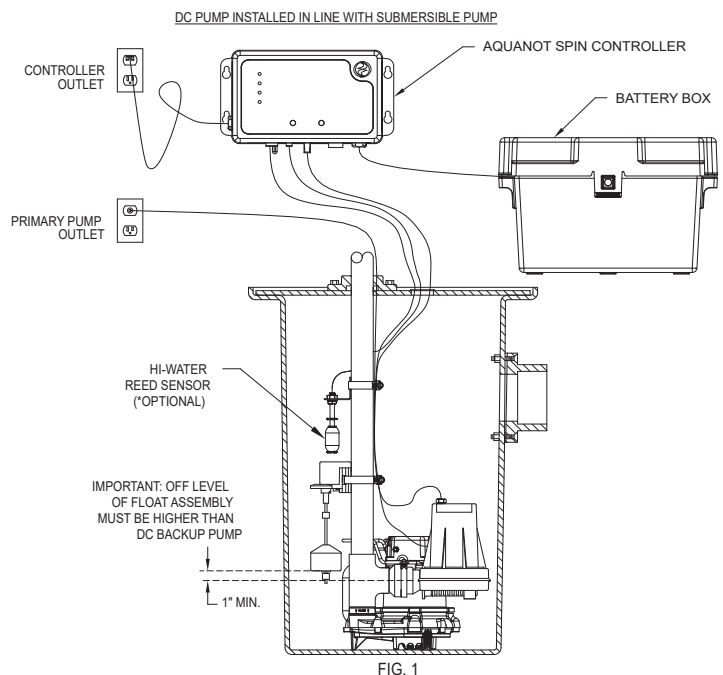 DC PUMP INSTALLED IN LINE WITH SUBMERSIBLE PUMP
CONTROLLER
OUTLET
AQUANOT SPIN CONTROLLER
BATTERY BOX
PRIMARY PUMP
OUTLET
HI-WATER
REED SENSOR
(*OPTIONAL)
IMPORTANT: OFF LEVEL
OF FLOAT ASSEMBLY
MUST BE HIGHER THAN
DC BACKUP PUMP
1" MIN.
FIG. 1